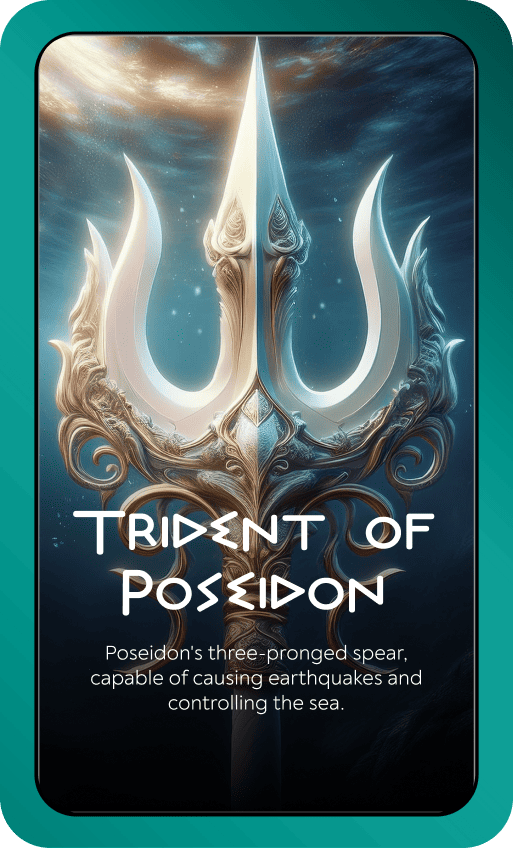 Trident of
Poseidon
Poseidon's three-pronged spear,
capable of causing earthquakes and
controlling the sea.